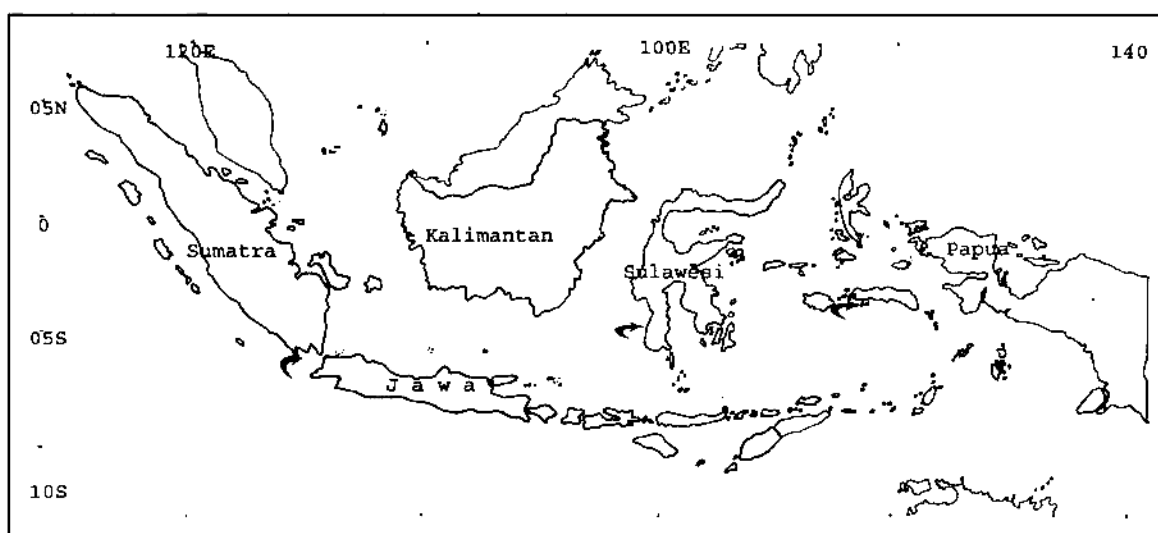 120E 100E 140
05N
0
Kalimantan
Sumatra Papua
Sulawesi
05S
J a w a
10S